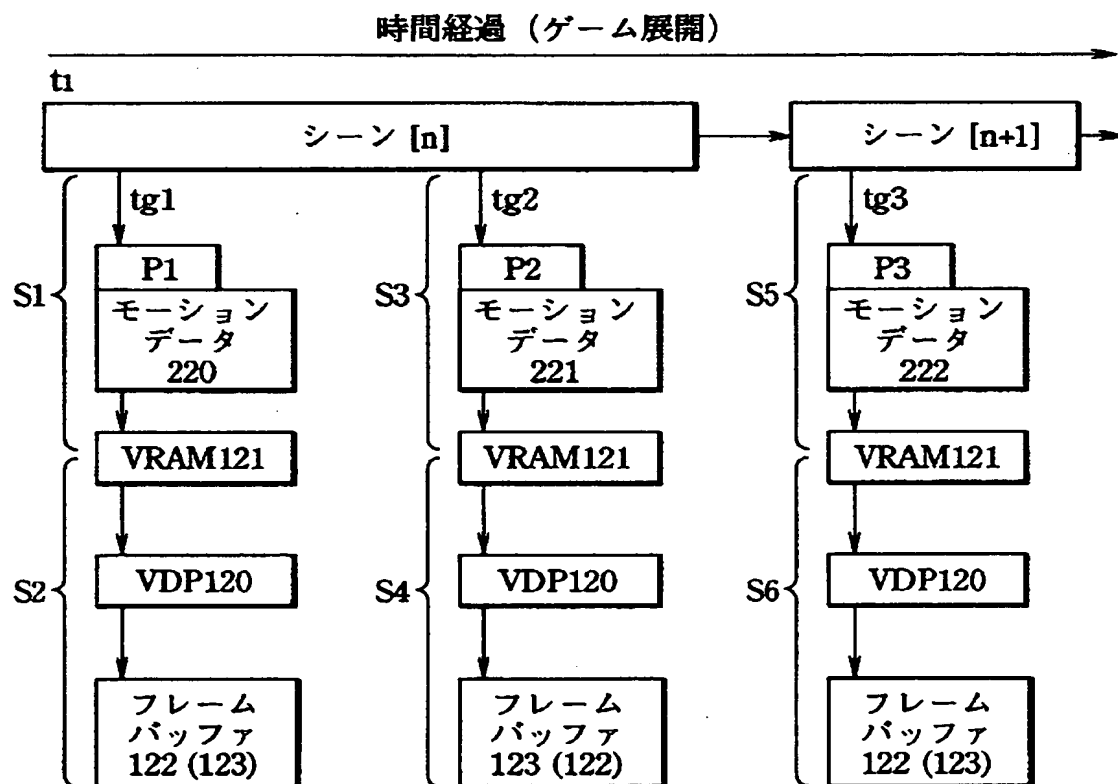 時間経過（ゲーム展開）
t1
シーン [n]
シーン [n+1]
tg1
tg2
tg3
P1
P2
P3
S1
S3
S5
モーション
データ
220
モーション
データ
221
モーション
データ
222
VRAM121
VRAM121
VRAM121
S2
S4
S6
VDP120
VDP120
VDP120
フレーム
バッファ
122 (123)
フレーム
バッファ
123 (122)
フレーム
バッファ
122 (123)